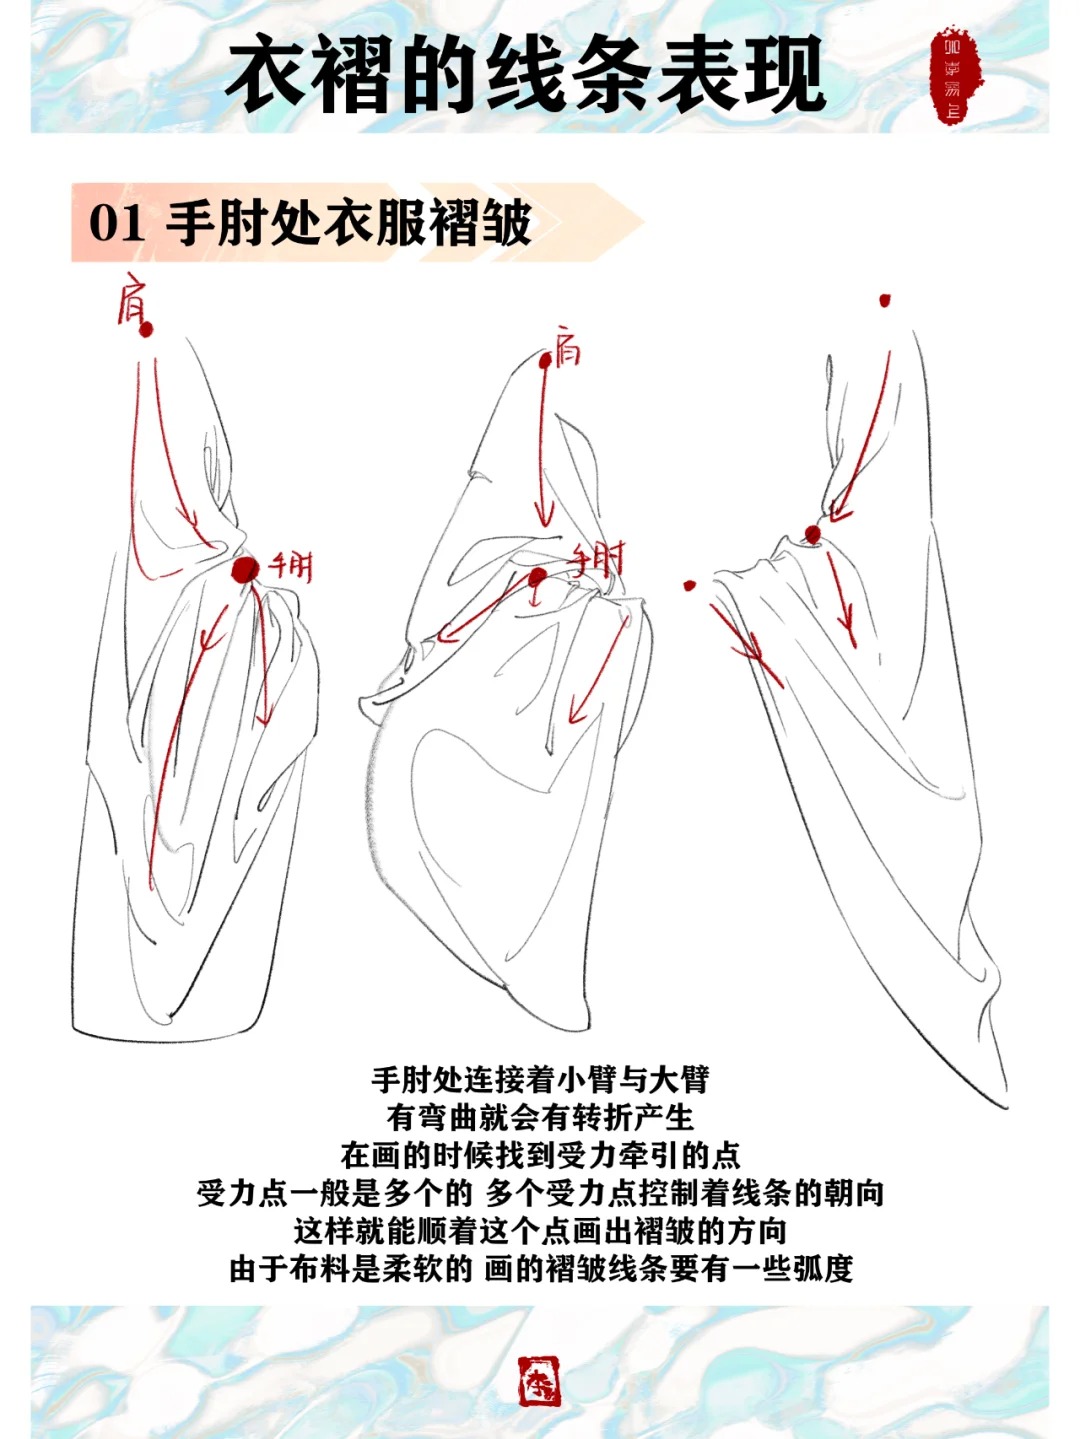 衣褶的线条表现
01 手肘处衣服褶皱
肩
肩
手肘
手肘
手肘处连接着小臂与大臂
有弯曲就会有转折产生
在画的时候找到受力牵引的点
受力点一般是多个的 多个受力点控制着线条的朝向
这样就能顺着这个点画出褶皱的方向
由于布料是柔软的 画的褶皱线条要有一些弧度